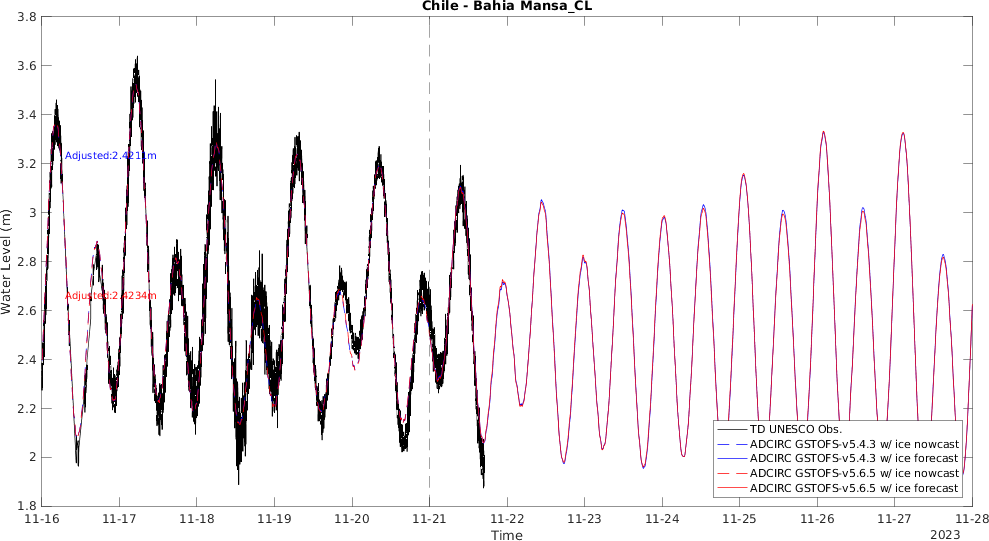 Chile - Bahia Mansa_CL
3.8
3.6
3.4
3.2
3
2.8
2.6
2.4
2.2
2
1.8
Water Level (m)
Adjusted:2.4211m
Adjusted:2.4234m
TD UNESCO Obs.
ADCIRC GSTOFS-v5.4.3 w/ ice nowcast
ADCIRC GSTOFS-v5.4.3 w/ ice forecast
ADCIRC GSTOFS-v5.6.5 w/ ice nowcast
ADCIRC GSTOFS-v5.6.5 w/ ice forecast
11-16 11-17 11-18 11-19 11-20 11-21 11-22 11-23 11-24 11-25 11-26 11-27 11-28
Time
2023